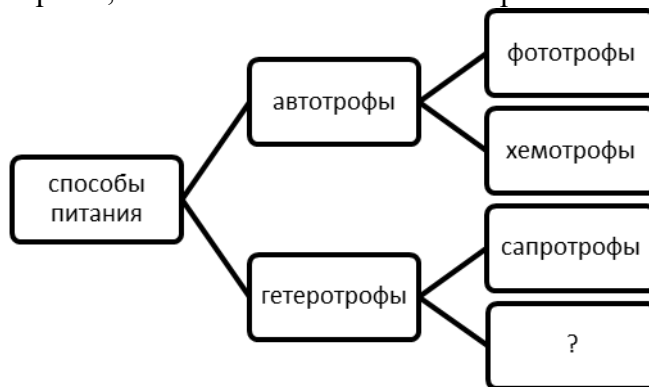 фототрофы
автотрофы
хемотрофы
способы
питания
сапротрофы
гетеротрофы
?